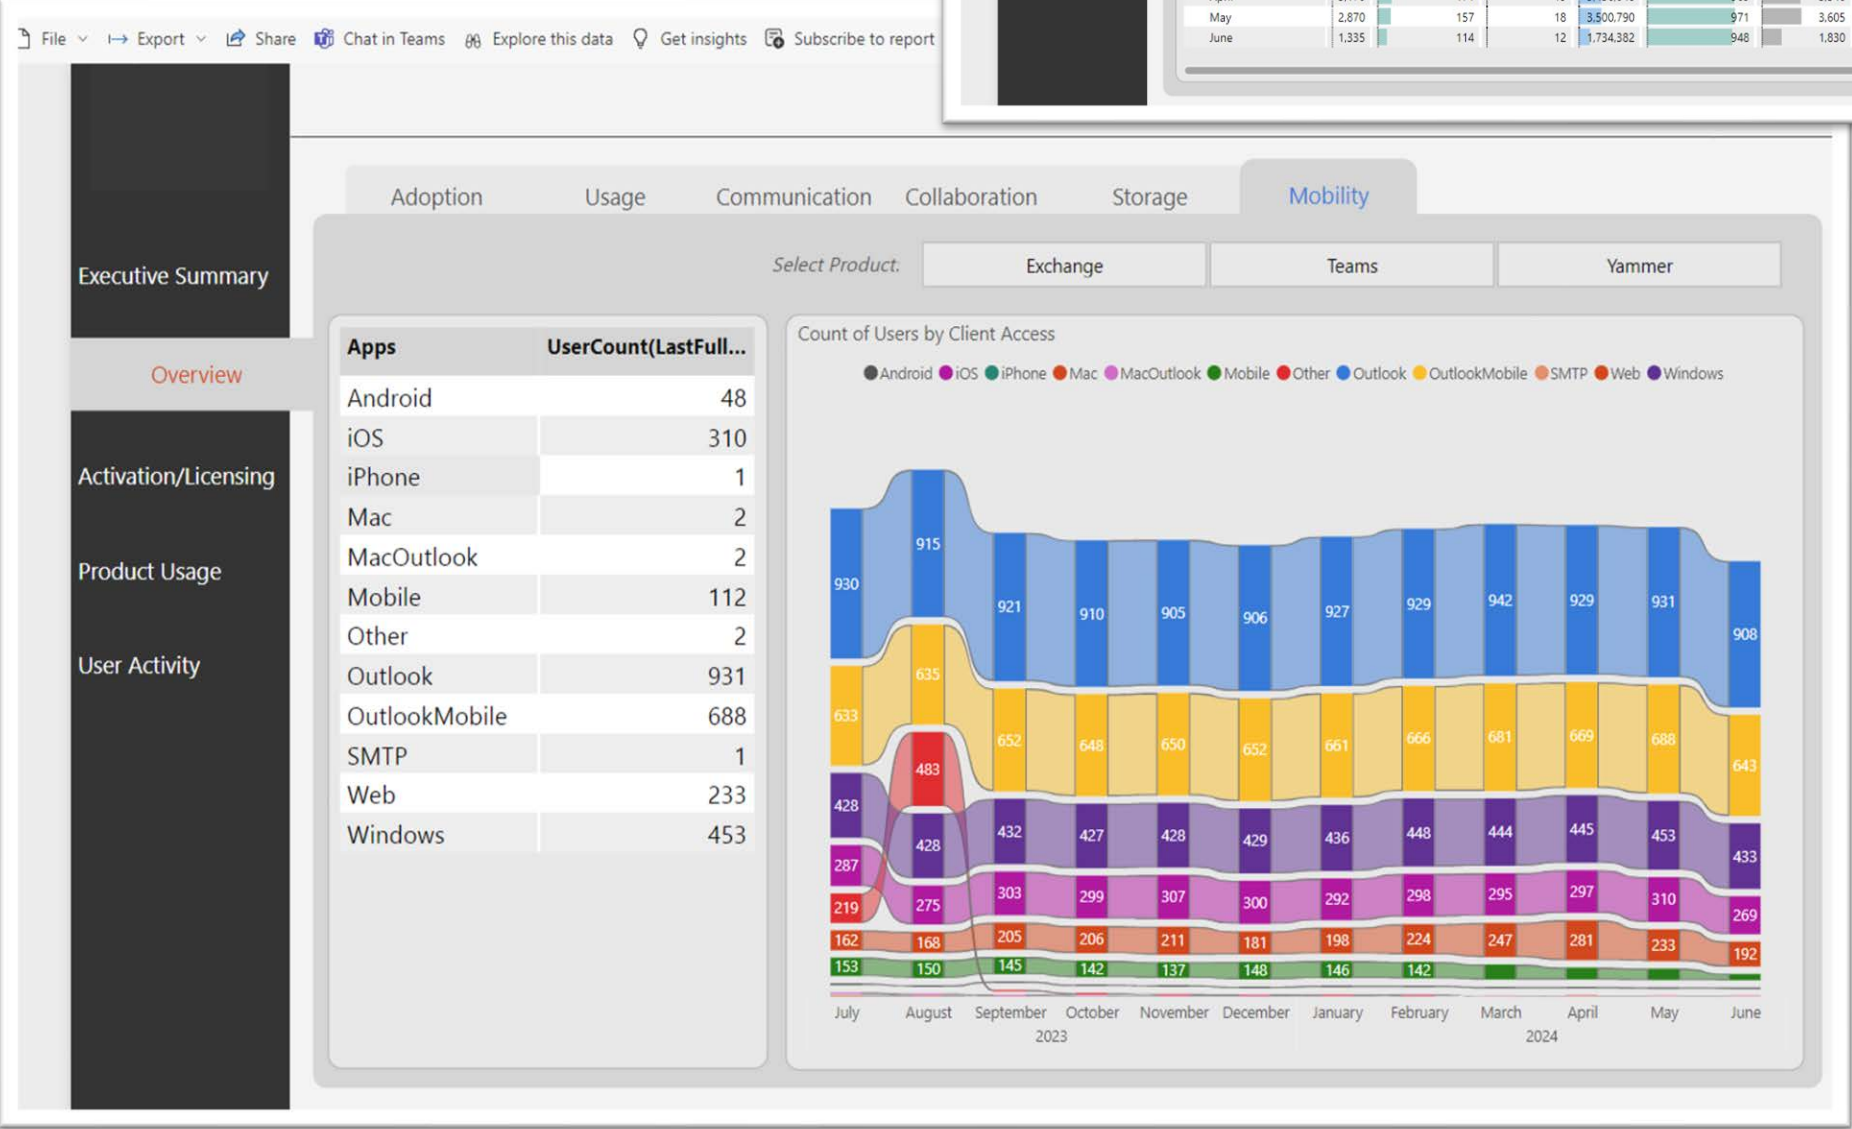 May 2,870 157 18 3.500.790 971 3,605
June 1,335 114 12 1.734.382 948 1,830
File Export Share Chat in Teams Explore this data Get insights Subscribe to report
Adoption Usage Communication Collaboration Storage Mobility
Select Product: Exchange Teams Yammer
Executive Summary
Overview
Activation/Licensing
Product Usage
User Activity
Apps UserCount(LastFull...
Android 48
iOS 310
iPhone 1
Mac 2
MacOutlook 2
Mobile 112
Other 2
Outlook 931
OutlookMobile 688
SMTP 1
Web 233
Windows 453
Count of Users by Client Access
Android iOS iPhone Mac MacOutlook Mobile Other Outlook OutlookMobile SMTP Web Windows
930 915 921 910 905 906 927 929 942 929 931 908
633 635 652 648 650 652 661 666 681 669 688 643
483
428 428 432 427 428 429 436 448 444 445 453 433
287 275 303 299 307 300 292 298 295 297 310 269
219
162 168 205 206 211 181 198 224 247 281 233 192
153 150 145 142 137 148 146 142
July August September October November December January February March April May June
2023 2024